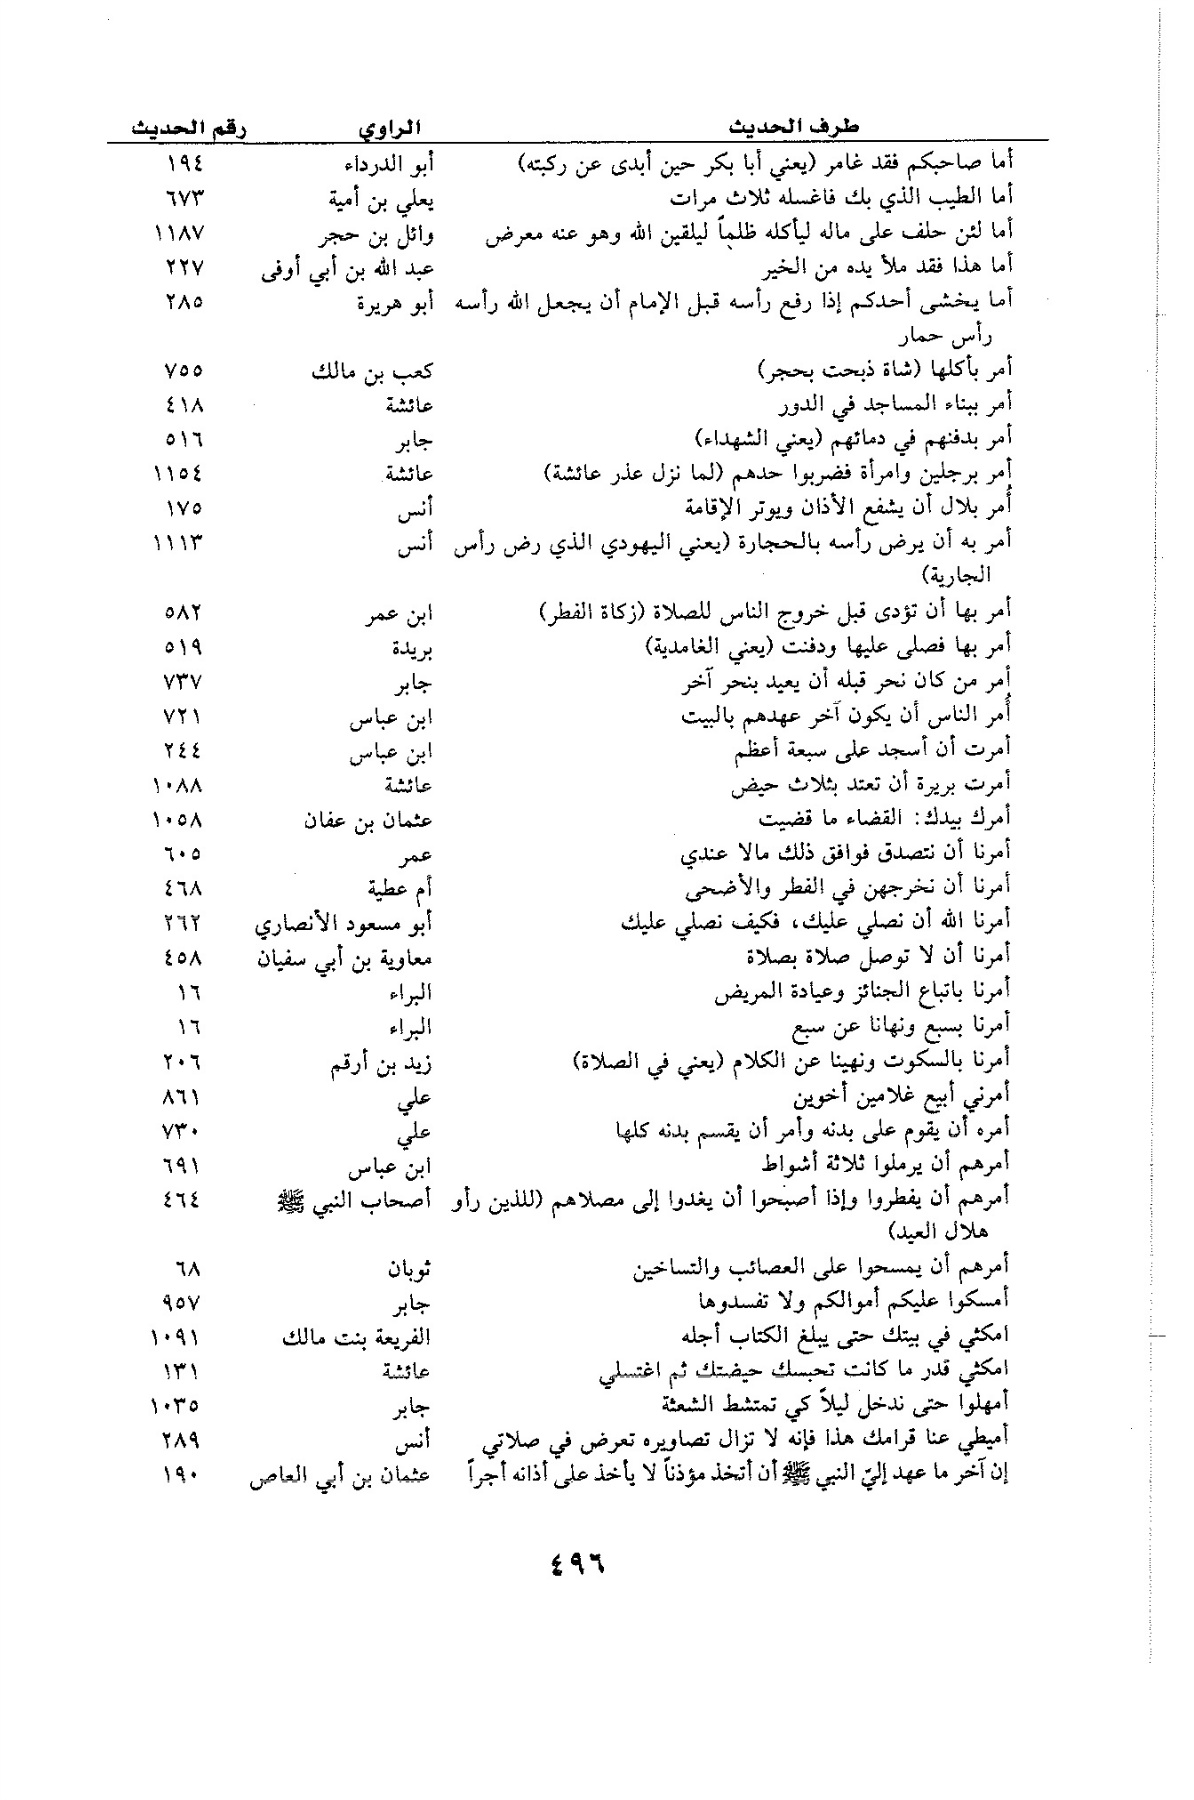 طرف الحديث الراوي رقم الحديث
أما صاحبكم فقد غامر (يعني أبا بكر حين أبدى عن ركبته) أبو الدرداء ١٩٤
أما الطيب الذي بك فاغسله ثلاث مرات يعلي بن أمية ٦٧٣
أما لئن حلف على ماله ليأكله ظلماً ليلقين الله وهو عنه معرض وائل بن حجر ١١٨٧
أما هذا فقد ملأ يده من الخير عبد الله بن أبي أوفى ٢٢٧
أما يخشى أحدكم إذا رفع رأسه قبل الإمام أن يجعل الله رأسه أبو هريرة ٢٨٥
رأس حمار
أمر بأكلها (شاة ذبحت بحجر) كعب بن مالك ٧٥٥
أمر ببناء المساجد في الدور عائشة ٤١٨
أمر بدفنهم في دمائهم (يعني الشهداء) جابر ٥١٦
أمر برجلين وامرأة فضربوا حدهم (لما نزل عذر عائشة) عائشة ١١٥٤
أُمر بلال أن يشفع الأذان ويوتر الإقامة أنس ١٧٥
أمر به أن يرض رأسه بالحجارة (يعني اليهودي الذي رض رأس أنس ١١١٣
الجارية)
أمر بها أن تؤدى قبل خروج الناس للصلاة (زكاة الفطر) ابن عمر ٥٨٢
أمر بها فصلى عليها ودفنت (يعني الغامدية) بريدة ٥١٩
أمر من كان نحر قبله أن يعيد بنحر آخر جابر ٧٣٧
أُمر الناس أن يكون آخر عهدهم بالبيت ابن عباس ٧٢١
أمرت أن أسجد على سبعة أعظم ابن عباس ٢٤٤
أمرت بريرة أن تعتد بثلاث حيض عائشة ١٠٨٨
أمرك بيدك: القضاء ما قضيت عثمان بن عفان ١٠٥٨
أمرنا أن نتصدق فوافق ذلك مالا عندي عمر ٦٠٥
أمرنا أن نخرجهن في الفطر والأضحى أم عطية ٤٦٨
أمرنا الله أن نصلي عليك، فكيف نصلي عليك أبو مسعود الأنصاري ٢٦٢
أمرنا أن لا توصل صلاة بصلاة معاوية بن أبي سفيان ٤٥٨
أمرنا باتباع الجنائز وعيادة المريض البراء ١٦
أمرنا بسبع ونهانا عن سبع البراء ١٦
أمرنا بالسكوت ونهينا عن الكلام (يعني في الصلاة) زيد بن أرقم ٢٠٦
أمرني أبيع غلامين أخوين علي ٨٦١
أمره أن يقوم على بدنه وأمر أن يقسم بدنه كلها علي ٧٣٠
أمرهم أن يرملوا ثلاثة أشواط ابن عباس ٦٩١
أمرهم أن يفطروا وإذا أصبحوا أن يغدوا إلى مصلاهم (للذين رأو أصحاب النبي ﷺ ٤٦٤
هلال العيد)
أمرهم أن يمسحوا على العصائب والتساخين ثوبان ٦٨
أمسكوا عليكم أموالكم ولا تفسدوها جابر ٩٥٧
امكثي في بيتك حتى يبلغ الكتاب أجله الفريعة بنت مالك ١٠٩١
امكثي قدر ما كانت تحبسك حيضتك ثم اغتسلي عائشة ١٣١
أمهلوا حتى ندخل ليلاً كي تمتشط الشعثة جابر ١٠٣٥
أميطي عنا قرامك هذا فإنه لا تزال تصاويره تعرض في صلاتي أنس ٢٨٩
إن آخر ما عهد إليّ النبي ﷺ أن أتخذ مؤذناً لا يأخذ على أذانه أجراً عثمان بن أبي العاص ١٩٠
٤٩٦